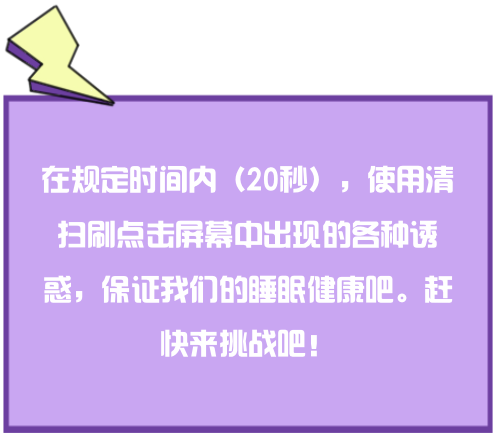 在规定时间内（20秒），使用清
扫刷点击屏幕中出现的各种诱
惑，保证我们的睡眠健康吧。赶
快来挑战吧！